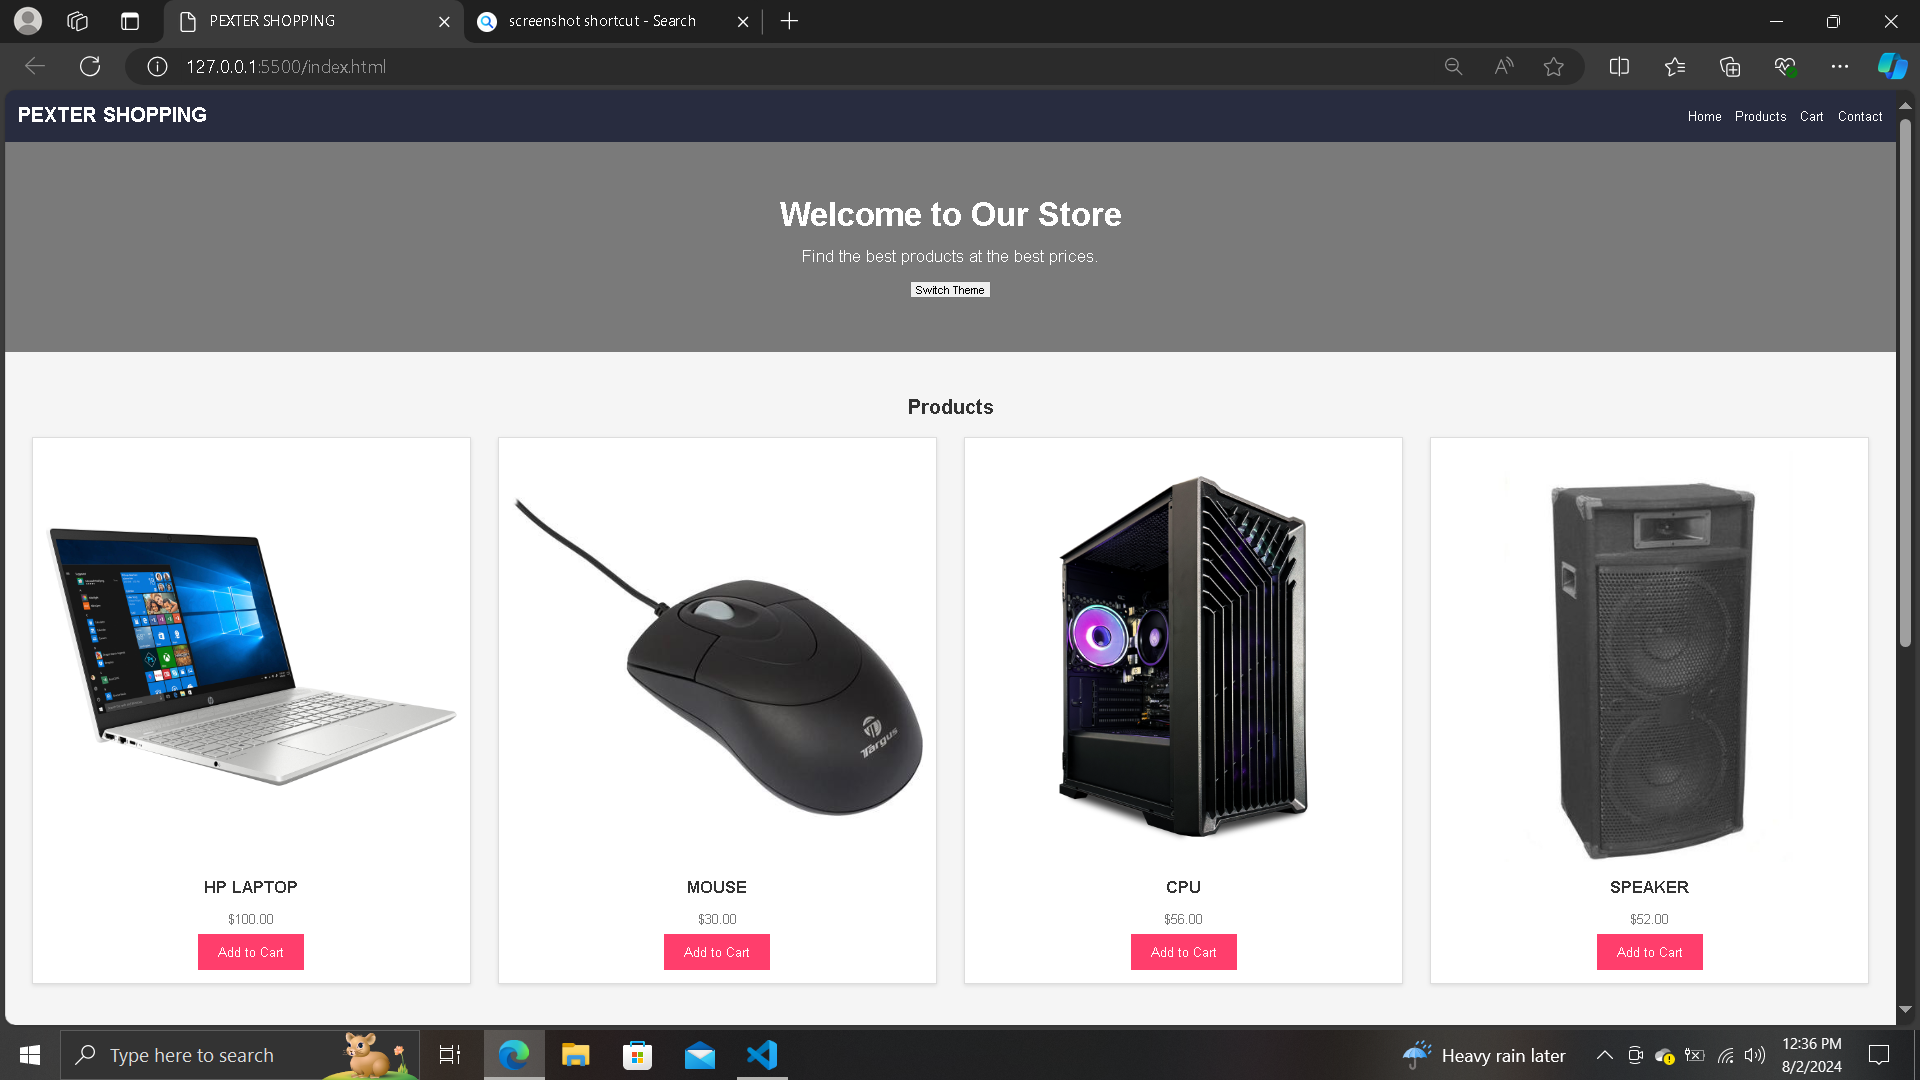 PEXTER SHOPPING
screenshot shortcut - Search
127.0.0.1:5500/index.html
PEXTER SHOPPING
Home Products Cart Contact
Welcome to Our Store
Find the best products at the best prices.
Switch Theme
Products
Targus
hp
HP LAPTOP
MOUSE
CPU
SPEAKER
$100.00
$30.00
$56.00
$52.00
Add to Cart
Add to Cart
Add to Cart
Add to Cart
Type here to search
Heavy rain later
12:36 PM
8/2/2024